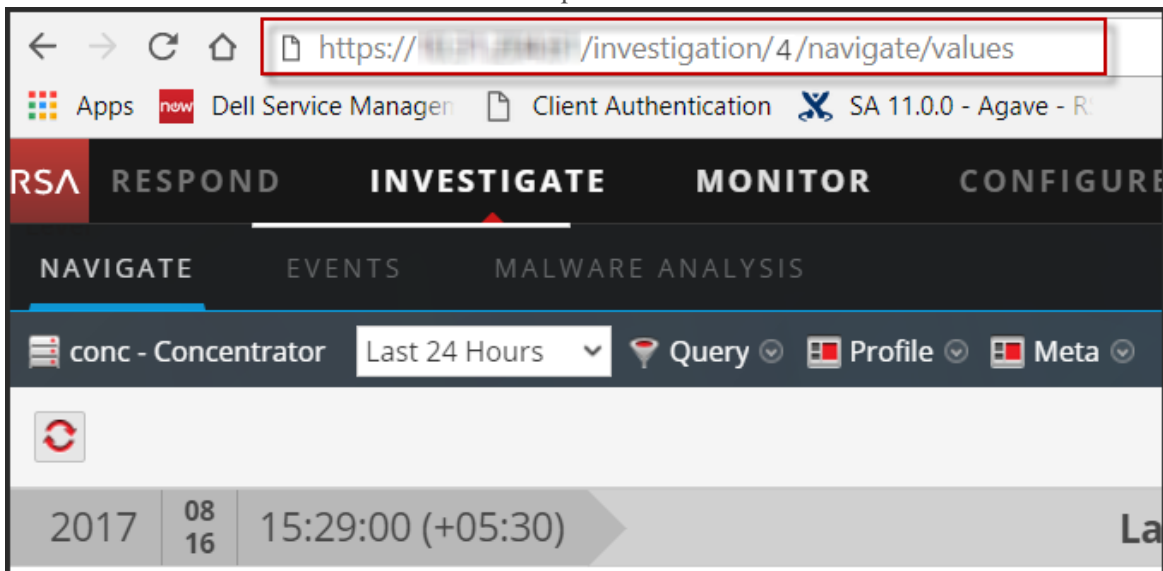 https:// /investigation/4/navigate/values
Apps now Dell Service Managen Client Authentication SA 11.0.0 - Agave - R
RSA RESPOND INVESTIGATE MONITOR CONFIGURE
NAVIGATE EVENTS MALWARE ANALYSIS
conc - Concentrator Last 24 Hours Query Profile Meta
2017 08 16 15:29:00 (+05:30) La